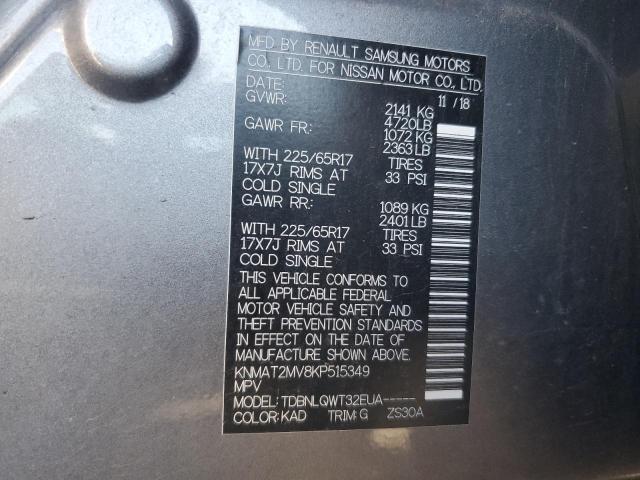 MFD BY RENAULT SAMSUNG MOTORS
CO., LTD. FOR NISSAN MOTOR CO., LTD.
DATE: 11 / 18
GVWR: 2141 KG
4720LB
GAWR FR: 1072 KG
2363 LB
WITH 225/65R17 TIRES
17X7J RIMS AT 33 PSI
COLD SINGLE
GAWR RR: 1089 KG
2401 LB
WITH 225/65R17 TIRES
17X7J RIMS AT 33 PSI
COLD SINGLE
THIS VEHICLE CONFORMS TO
ALL APPLICABLE FEDERAL
MOTOR VEHICLE SAFETY AND
THEFT PREVENTION STANDARDS
IN EFFECT ON THE DATE OF
MANUFACTURE SHOWN ABOVE.
KNMAT2MV8KP515349
MPV
MODEL: TDBNLQWT32EUA-----
COLOR: KAD TRIM: G ZS30A